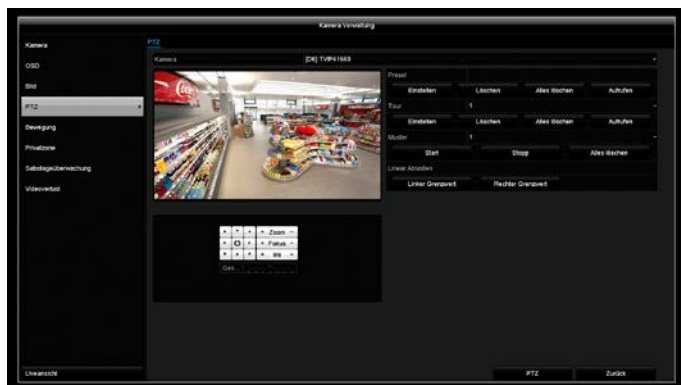 Kamera Verwaltung
Kamera
OSD
Bild
PTZ
Bewegung
Privatzone
Sabotageüberwachung
Videoverlust
Liveansicht
PTZ
Kamera [D6] TVIP41660
Preset
Einstellen Löschen Alles löschen Aufrufen
Tour 1
Einstellen Löschen Alles löschen Aufrufen
Muster 1
Start Stopp Alles löschen
Linear Abtasten
Linker Grenzwert Rechter Grenzwert
+ Zoom -
+ Fokus -
+ Iris -
PTZ Zurück